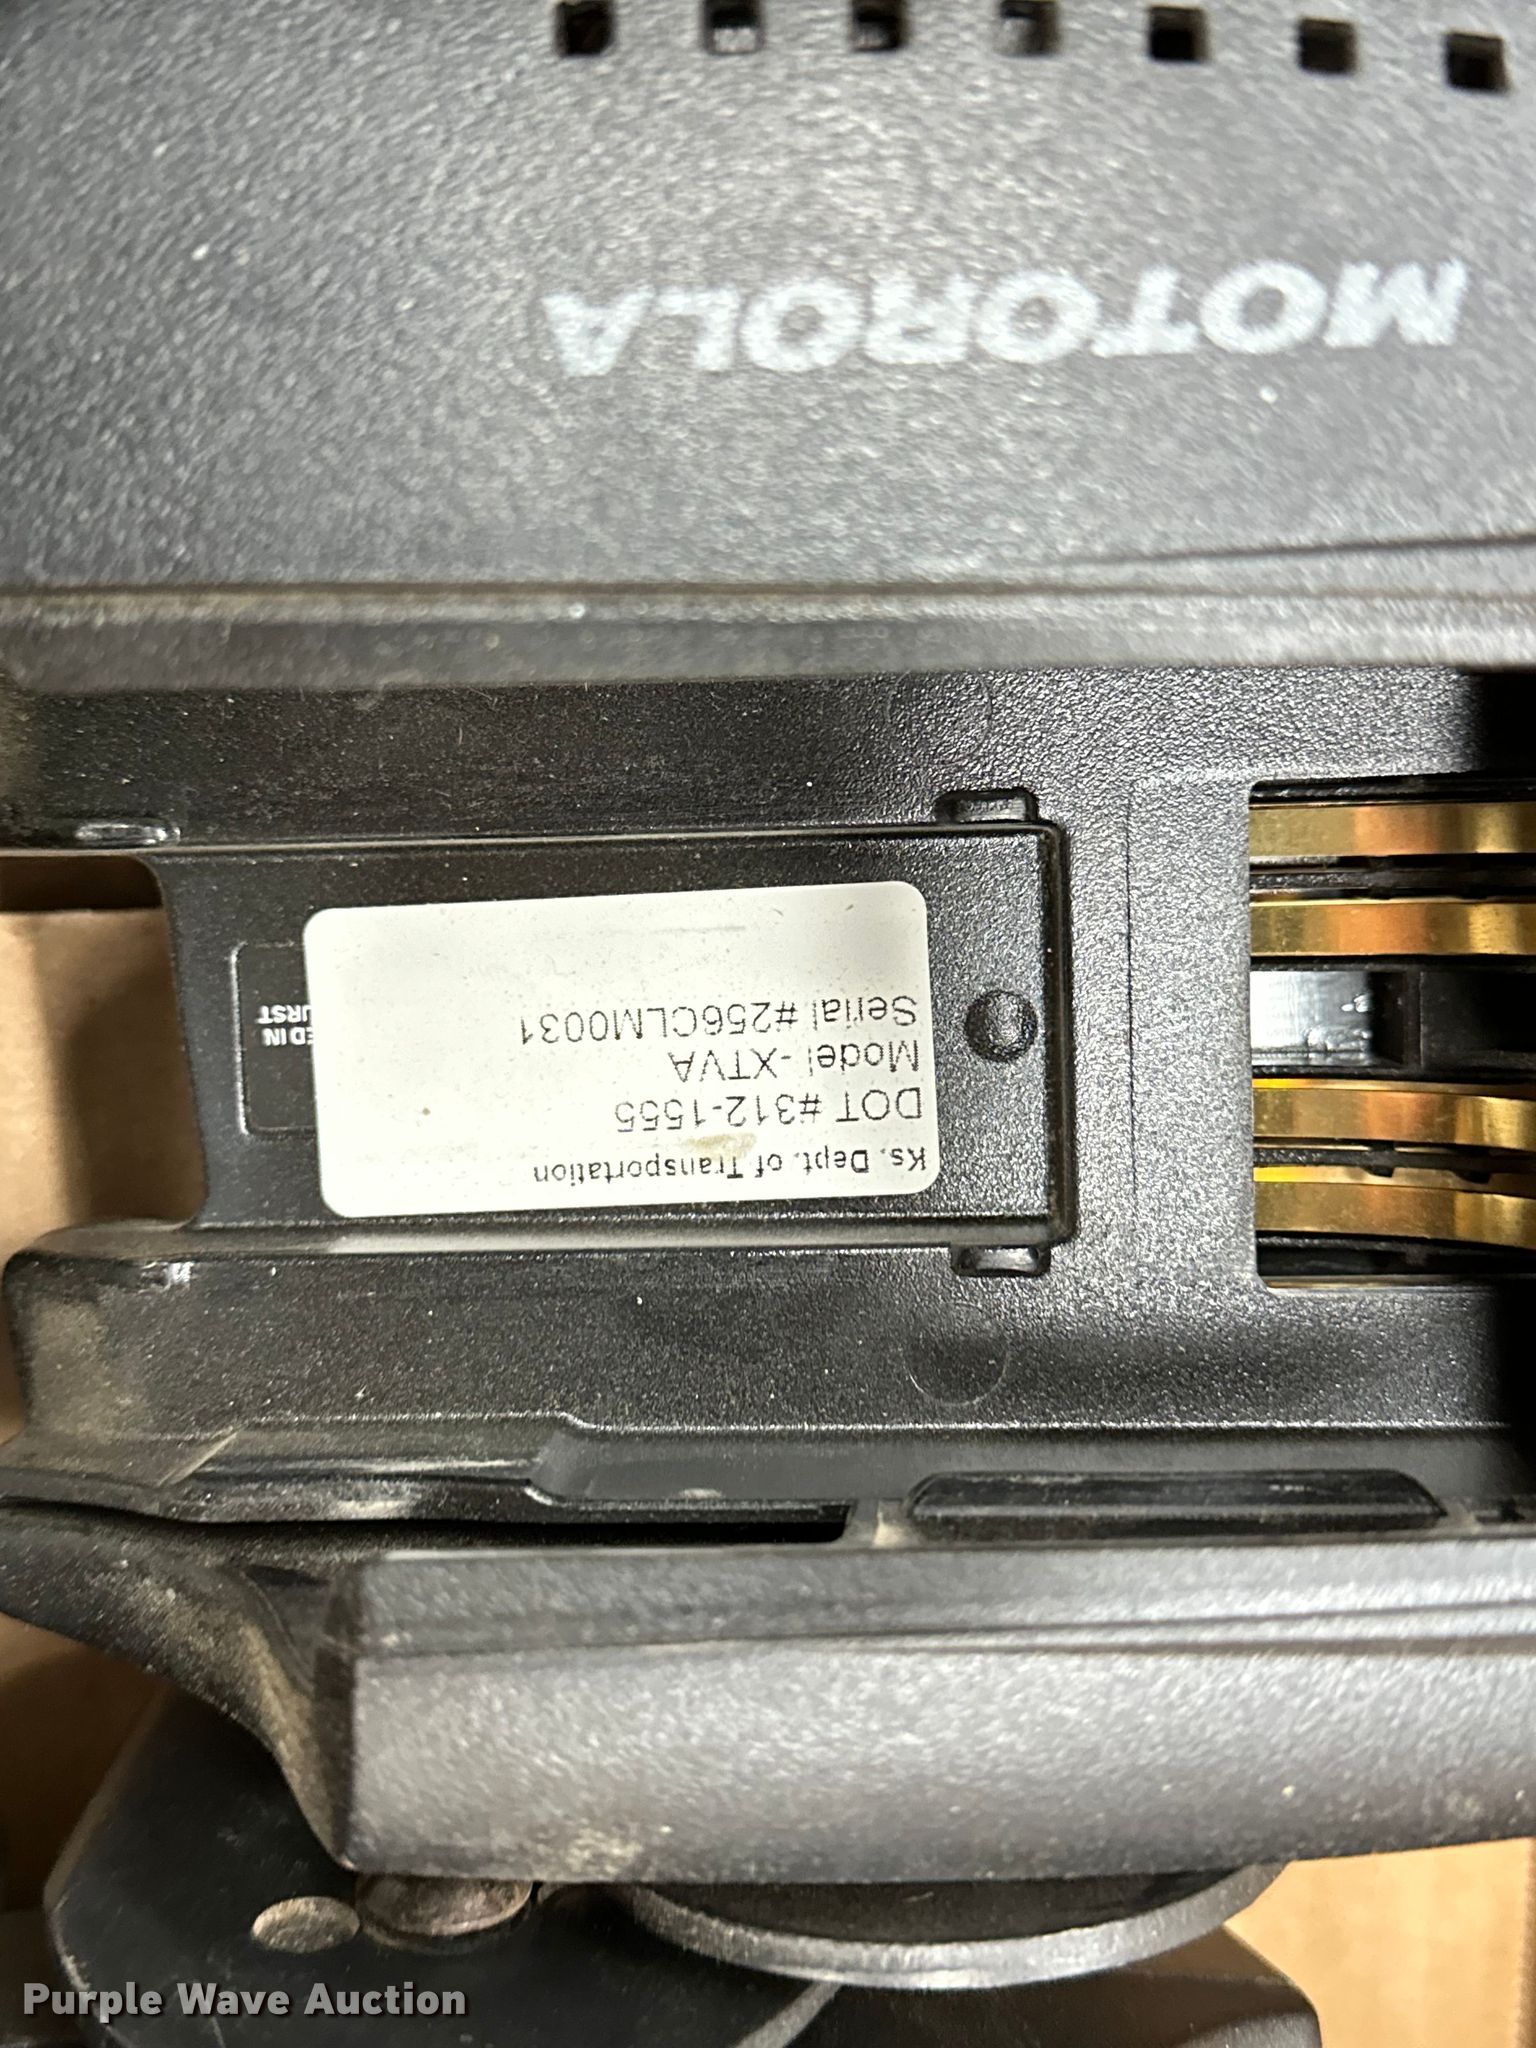 MOTOROLA
Ks. Dept. of Transportation
DOT #312-1555
Model -XTVA
Serial #256CLM0031
Purple Wave Auction